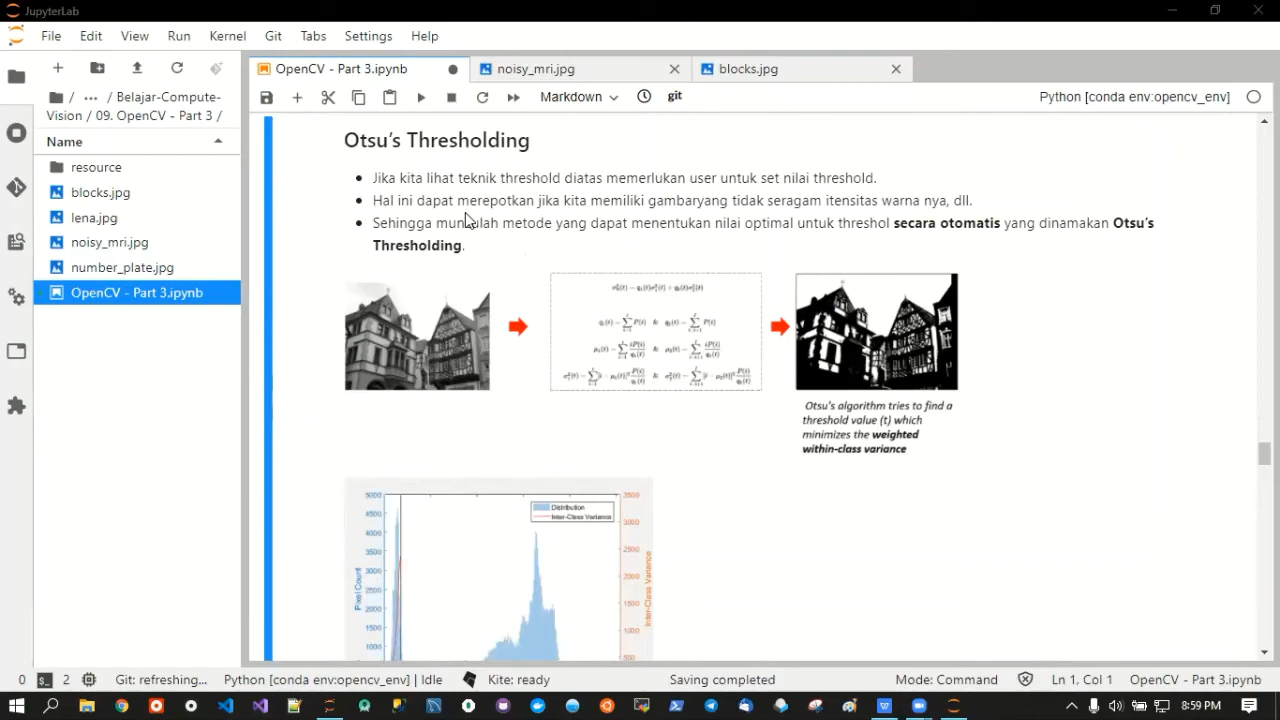 JupyterLab
File Edit View Run Kernel Git Tabs Settings Help
OpenCV - Part 3.ipynb noisy_mri.jpg blocks.jpg
Markdown git Python [conda env:opencv_env]
/ ··· / Belajar-Compute-
Vision / 09. OpenCV - Part 3 /
Name
resource
blocks.jpg
lena.jpg
noisy_mri.jpg
number_plate.jpg
OpenCV - Part 3.ipynb
Otsu's Thresholding
Jika kita lihat teknik threshold diatas memerlukan user untuk set nilai threshold.
Hal ini dapat merepotkan jika kita memiliki gambaryang tidak seragam itensitas warna nya, dll.
Sehingga munculah metode yang dapat menentukan nilai optimal untuk threshol secara otomatis yang dinamakan Otsu's
Thresholding.
Otsu's algorithm tries to find a
threshold value (t) which
minimizes the weighted
within-class variance
5000
4500
4000
3500
3000
2500
2000
1500
1000
Pixel Count
Distribution
Inter-Class Variance
3500
3000
2500
2000
1500
1000
500
Inter-Class Variance
0 2 Git: refreshing... Python [conda env:opencv_env] | Idle Kite: ready Saving completed Mode: Command Ln 1, Col 1 OpenCV - Part 3.ipynb
8:59 PM